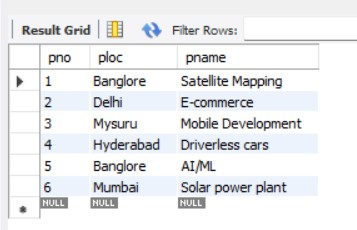 Result Grid Filter Rows:
pno ploc pname
1 Banglore Satellite Mapping
2 Delhi E-commerce
3 Mysuru Mobile Development
4 Hyderabad Driverless cars
5 Banglore AI/ML
6 Mumbai Solar power plant
NULL NULL NULL